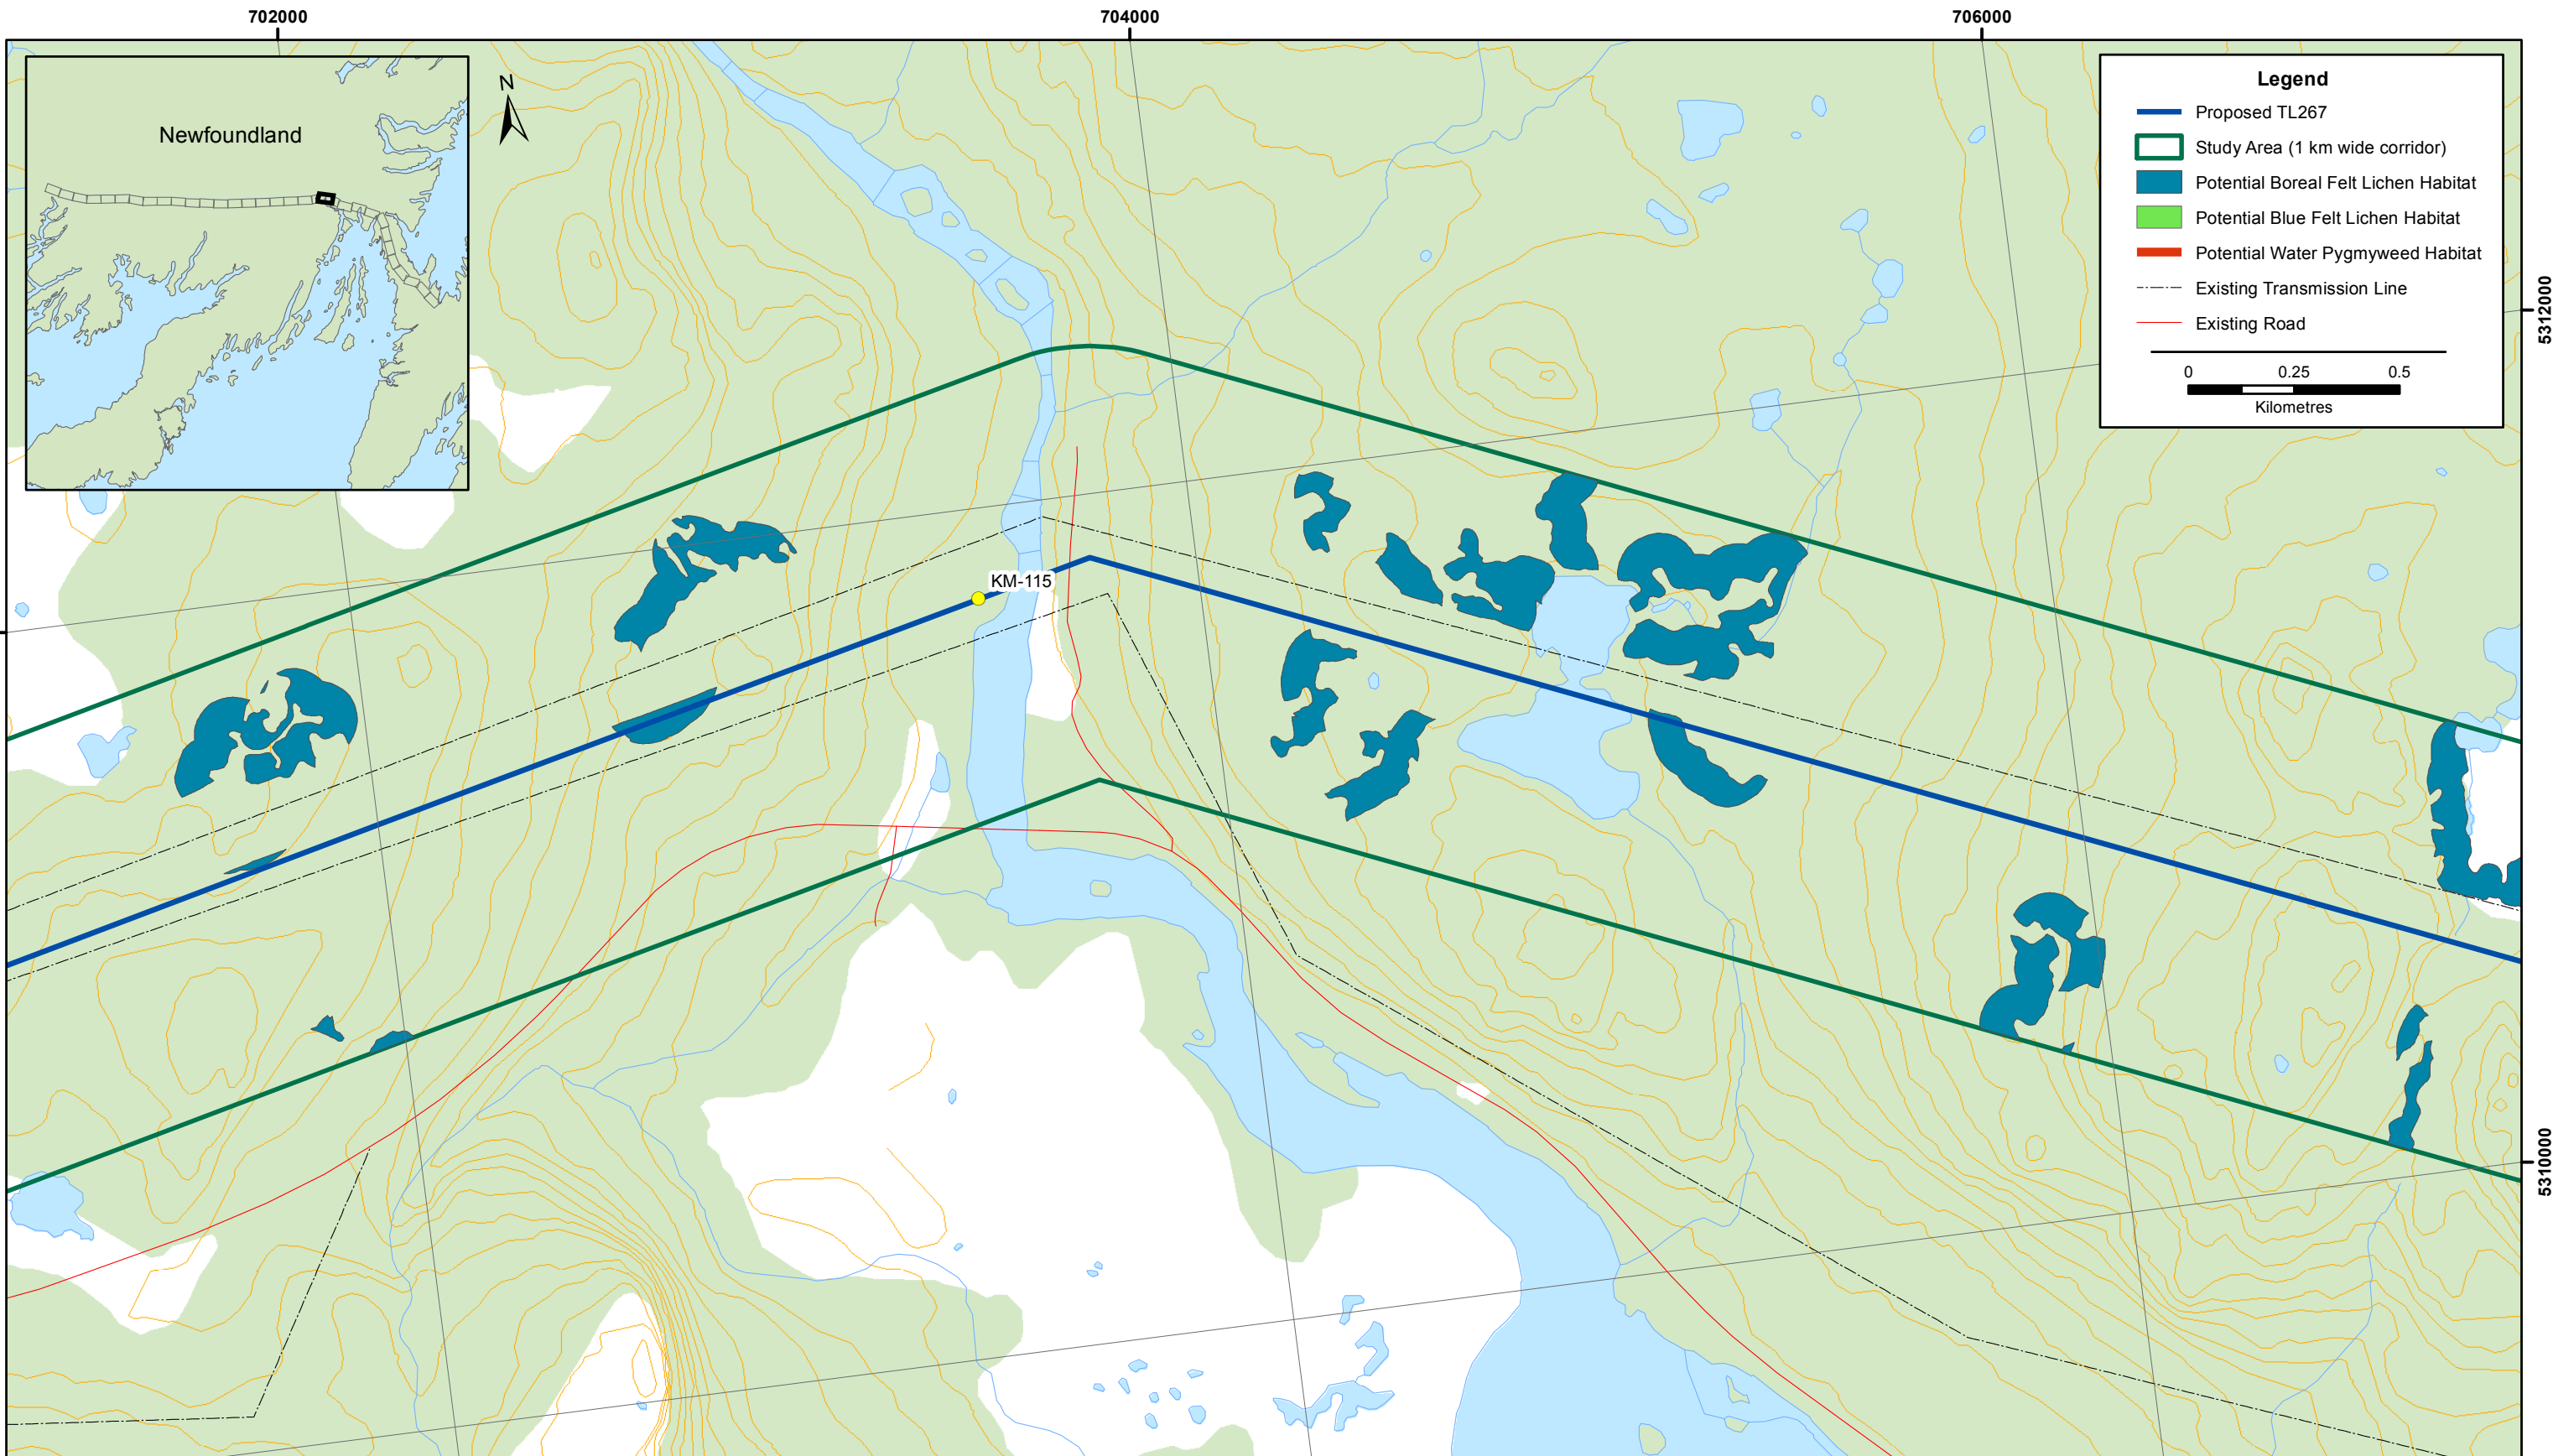 702000
704000
706000
Newfoundland
N
Legend
Proposed TL267
Study Area (1 km wide corridor)
Potential Boreal Felt Lichen Habitat
Potential Blue Felt Lichen Habitat
Potential Water Pygmyweed Habitat
Existing Transmission Line
Existing Road
0 0.25 0.5
Kilometres
5312000
KM-115
5310000